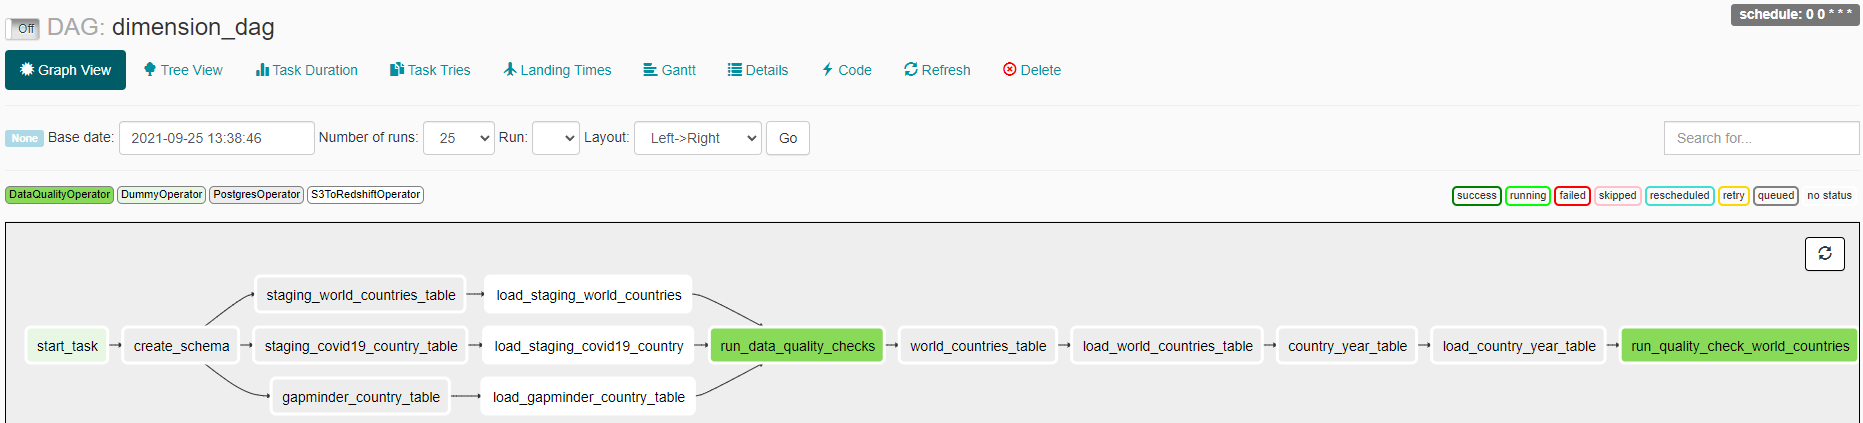 schedule: 0 0 * * *
Off DAG: dimension_dag
Graph View Tree View Task Duration Task Tries Landing Times Gantt Details Code Refresh Delete
None Base date: 2021-09-25 13:38:46 Number of runs: 25 Run: Layout: Left->Right Go Search for...
DataQualityOperator DummyOperator PostgresOperator S3ToRedshiftOperator success running failed skipped rescheduled retry queued no status
staging_world_countries_table load_staging_world_countries
start_task create_schema staging_covid19_country_table load_staging_covid19_country run_data_quality_checks world_countries_table load_world_countries_table country_year_table load_country_year_table run_quality_check_world_countries
gapminder_country_table load_gapminder_country_table